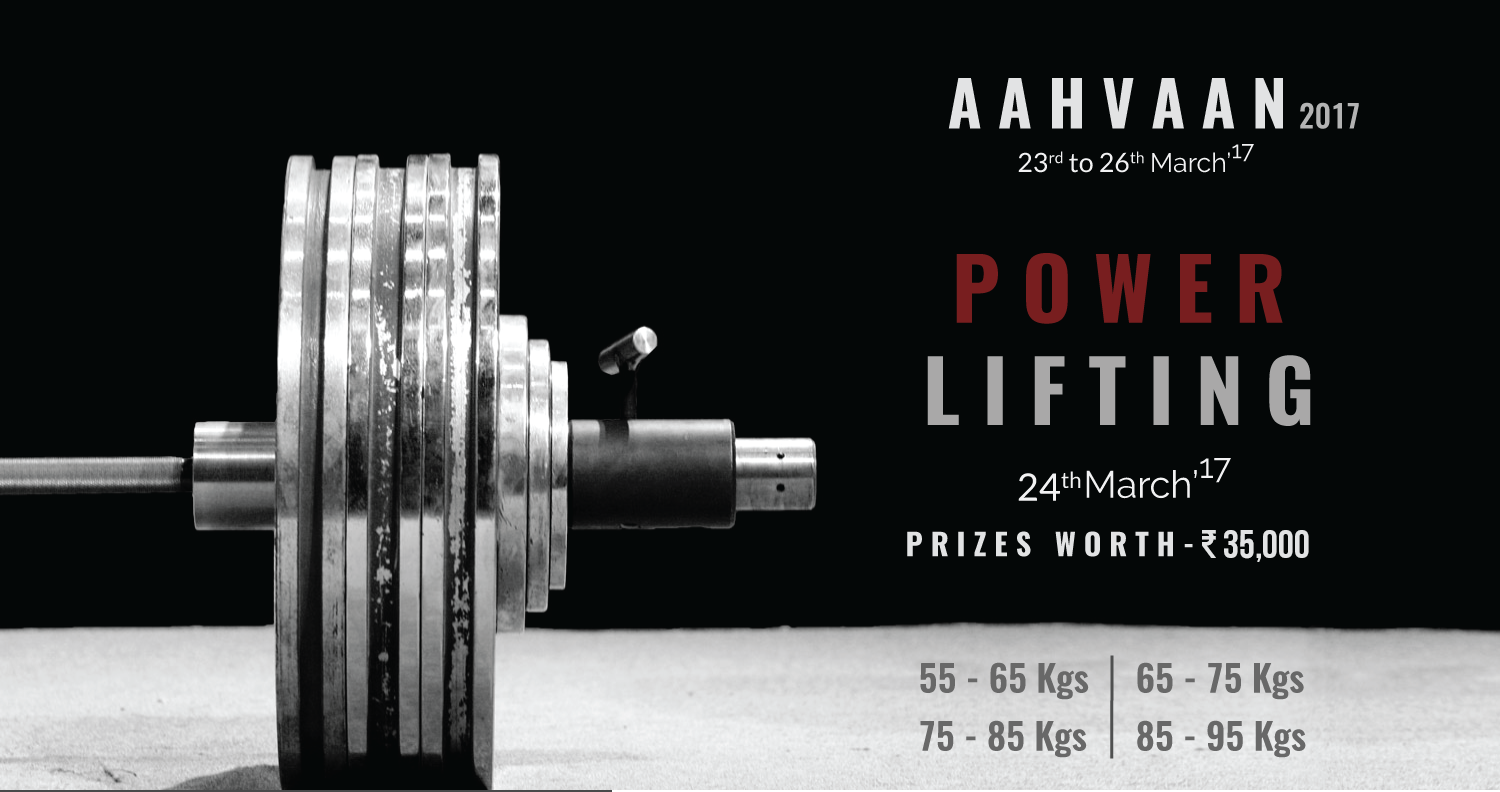 AAHVAAN 2017
23rd to 26th March'17
POWER
LIFTING
24th March'17
PRIZES WORTH-₹35,000
55 - 65 Kgs | 65 - 75 Kgs
75 - 85 Kgs | 85 - 95 Kgs